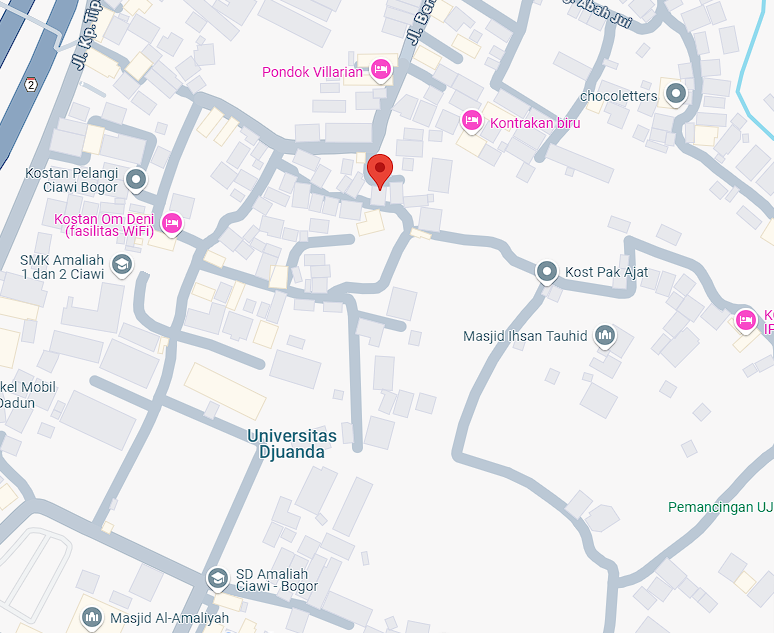 g. Abah Jui
Jl. Kp. Tip
Jl. Ber
2
Pondok Villarian
chocoletters
Kontrakan biru
Kostan Pelangi
Ciawi Bogor
Kostan Om Deni
(fasilitas WiFi)
SMK Amaliah
1 dan 2 Ciawi
Kost Pak Ajat
Masjid Ihsan Tauhid
kel Mobil
Dadun
Universitas
Djuanda
Pemancingan UJ
SD Amaliah
Ciawi - Bogor
Masjid Al-Amaliyah